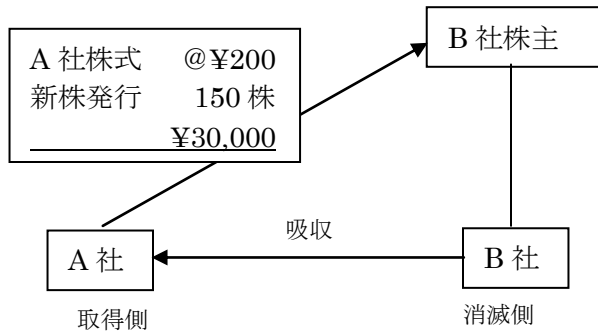 A 社株式 @¥200
新株発行 150 株
¥30,000
B 社株主
吸収
A 社
B 社
取得側
消滅側